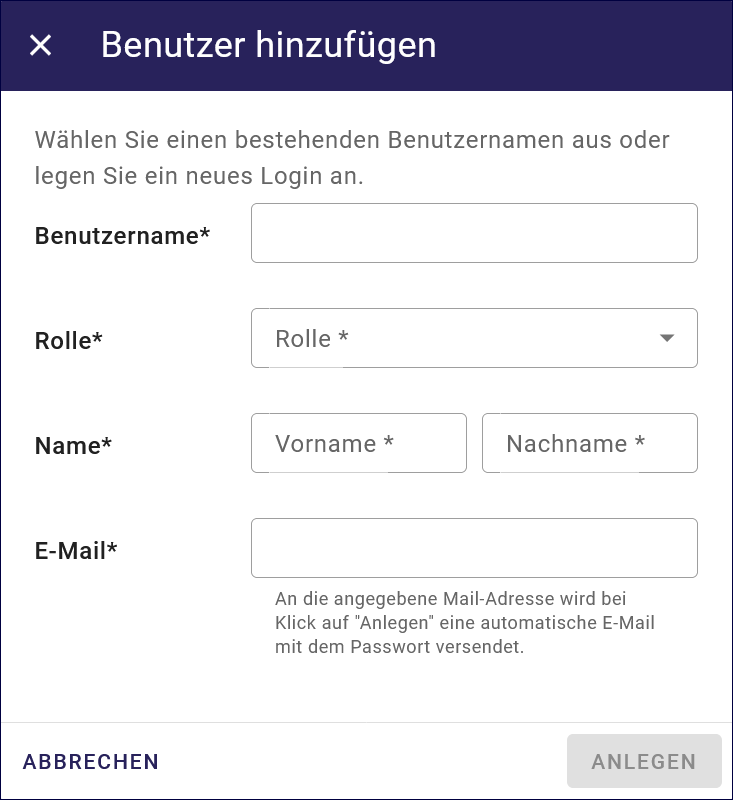 Benutzer hinzufügen
Wählen Sie einen bestehenden Benutzernamen aus oder
legen Sie ein neues Login an.
Benutzername*
Rolle*
Rolle *
Name*
Vorname *
Nachname *
E-Mail*
An die angegebene Mail-Adresse wird bei
Klick auf "Anlegen" eine automatische E-Mail
mit dem Passwort versendet.
ABBRECHEN
ANLEGEN